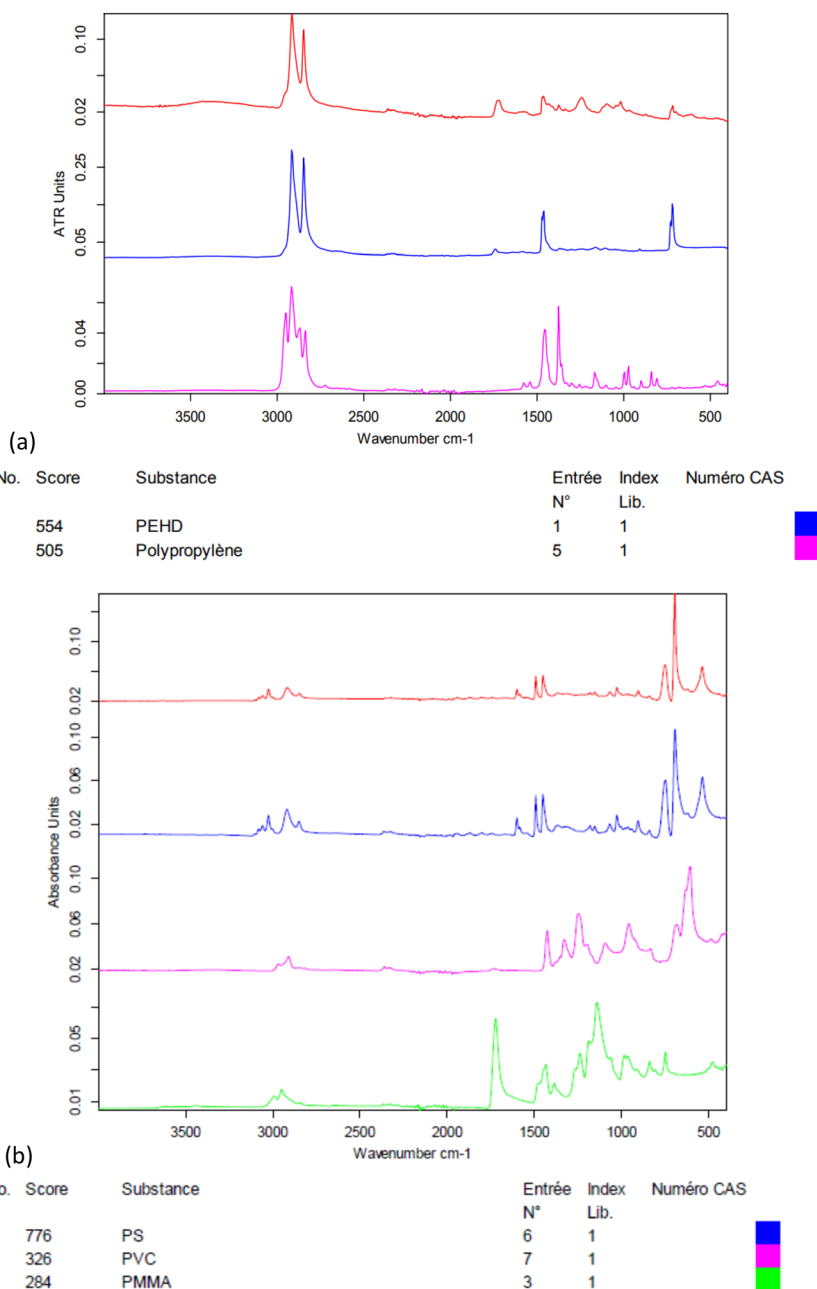 0.10
0.02
0.25
0.05
0.04
0.00
ATR Units
3500 3000 2500 2000 1500 1000 500
Wavenumber cm-1
(a)
No. Score Substance Entrée Index Numéro CAS
N° Lib.
554 PEHD 1 1
505 Polypropylène 5 1
0.10
0.02
0.10
0.06
0.02
0.10
0.06
0.02
0.05
0.01
Absorbance Units
3500 3000 2500 2000 1500 1000 500
Wavenumber cm-1
(b)
o. Score Substance Entrée Index Numéro CAS
N° Lib.
776 PS 6 1
326 PVC 7 1
284 PMMA 3 1